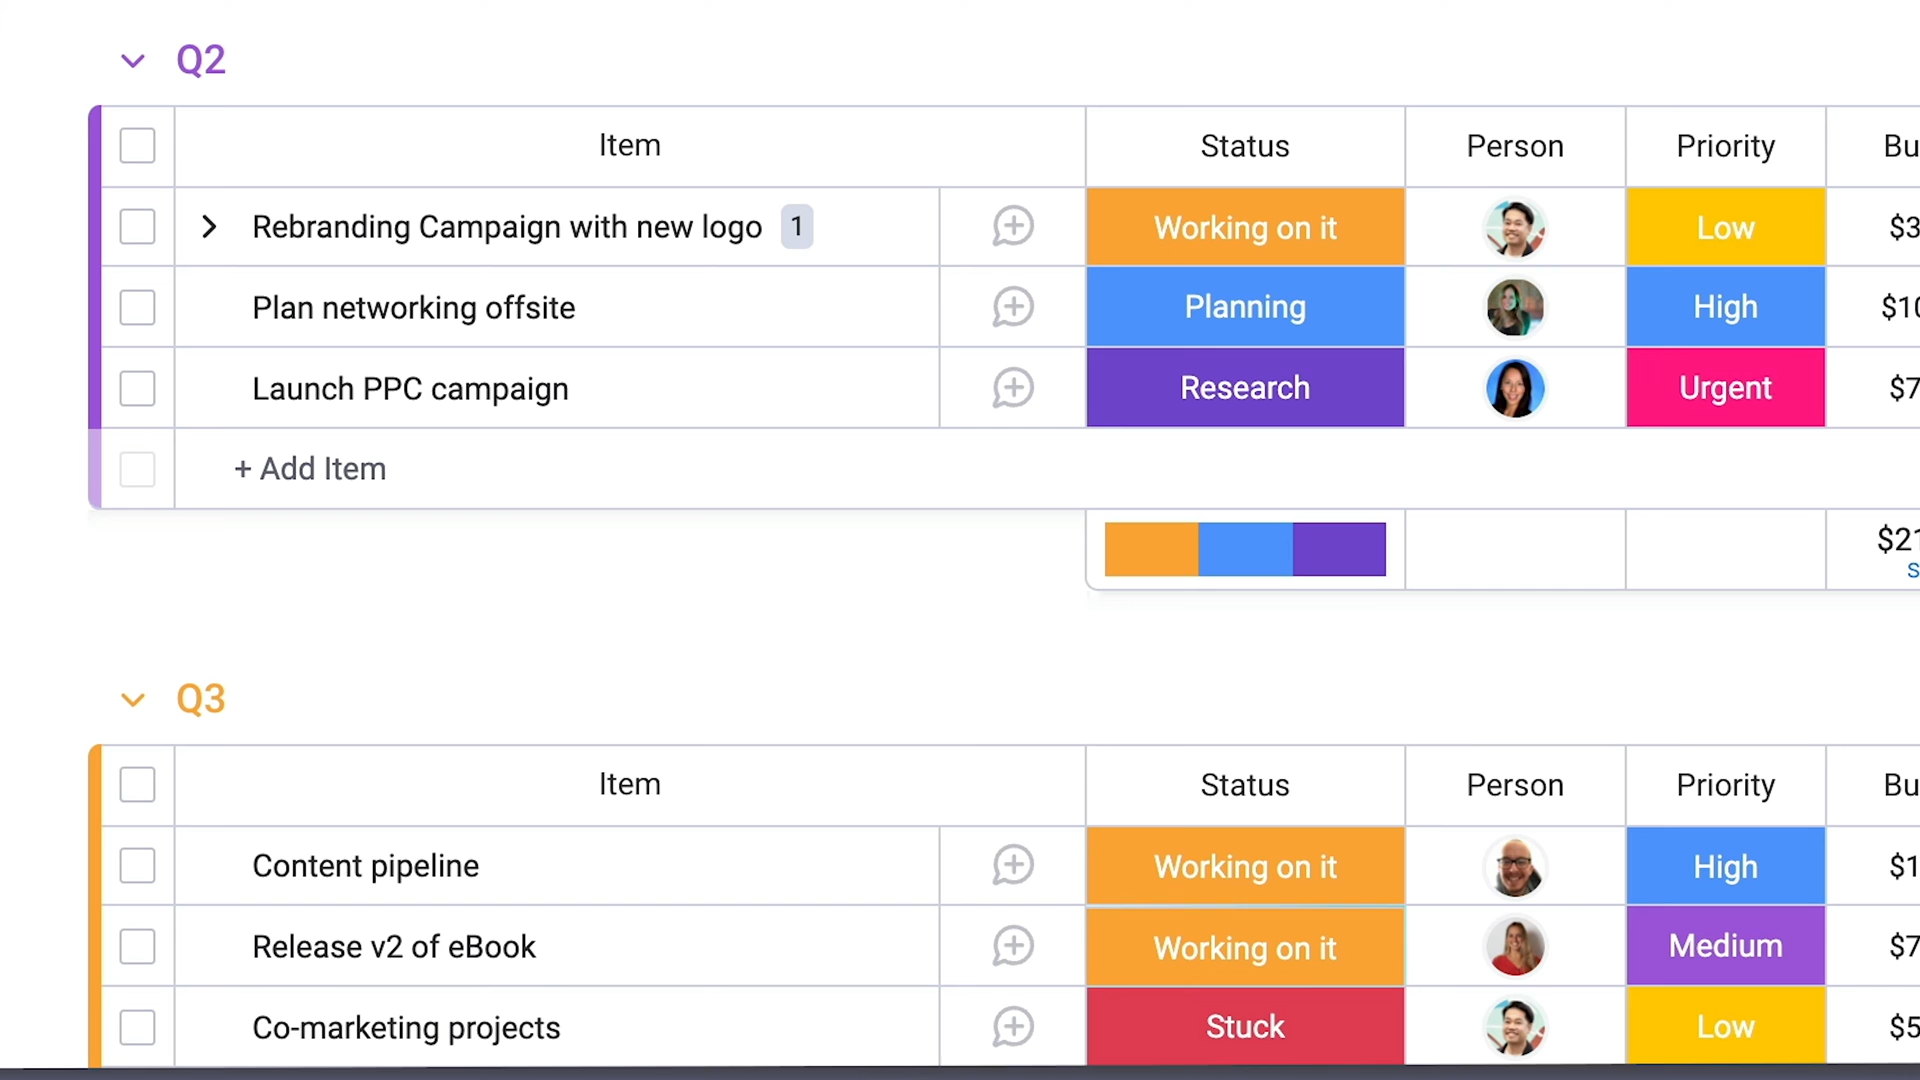 Q2
Item Status Person Priority Bu
Rebranding Campaign with new logo 1 Working on it Low $3
Plan networking offsite Planning High $10
Launch PPC campaign Research Urgent $7
+ Add Item
$21
s
Q3
Item Status Person Priority Bu
Content pipeline Working on it High $1
Release v2 of eBook Working on it Medium $7
Co-marketing projects Stuck Low $5